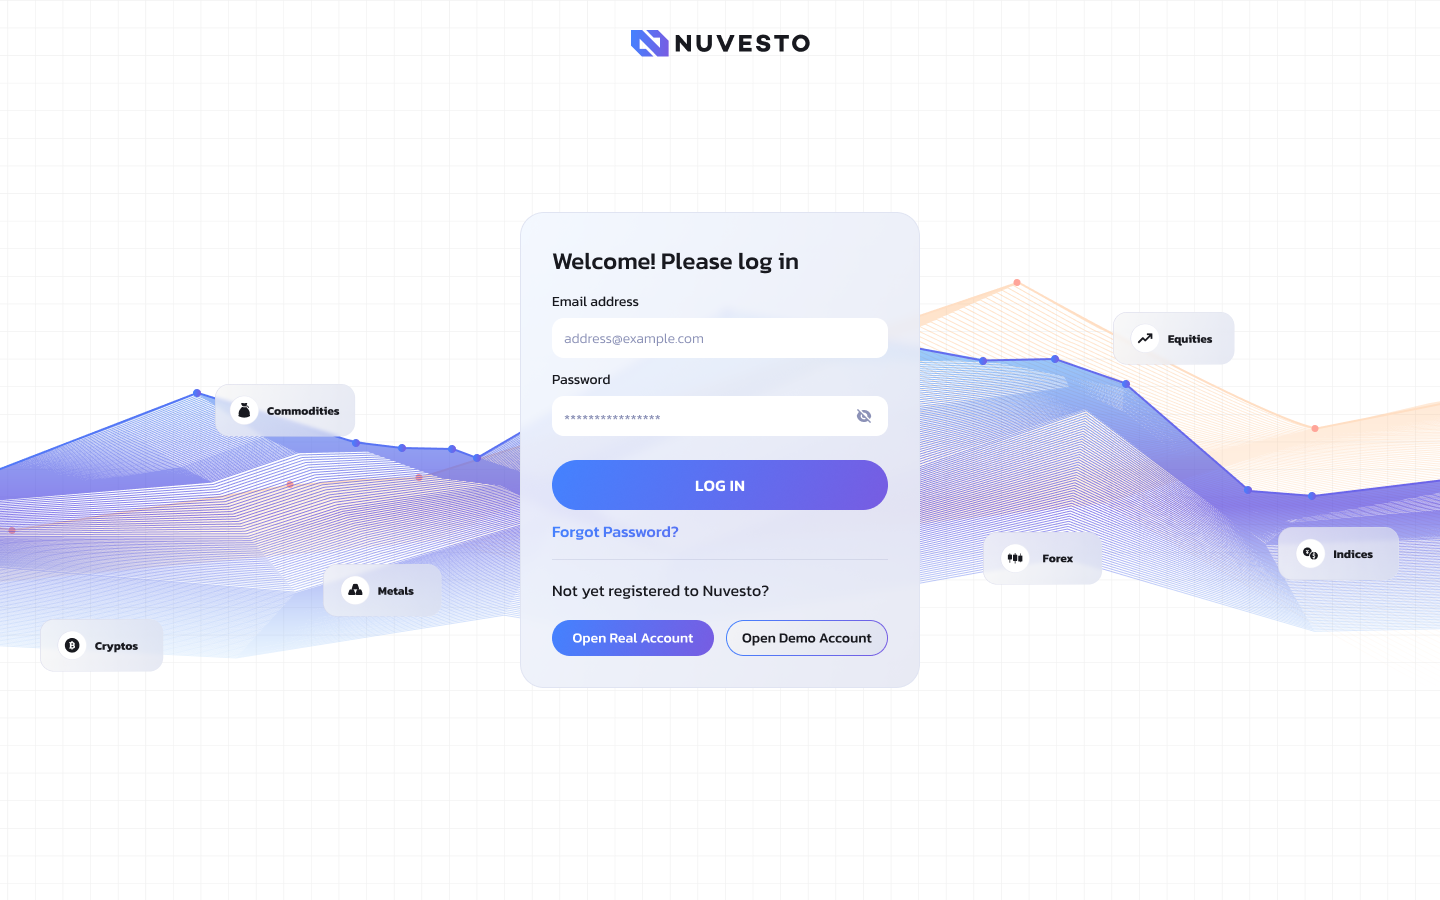 NUVESTO
Welcome! Please log in
Email address
address@example.com
Password
****************
LOG IN
Forgot Password?
Not yet registered to Nuvesto?
Open Real Account
Open Demo Account
Commodities
Metals
Cryptos
Equities
Forex
Indices